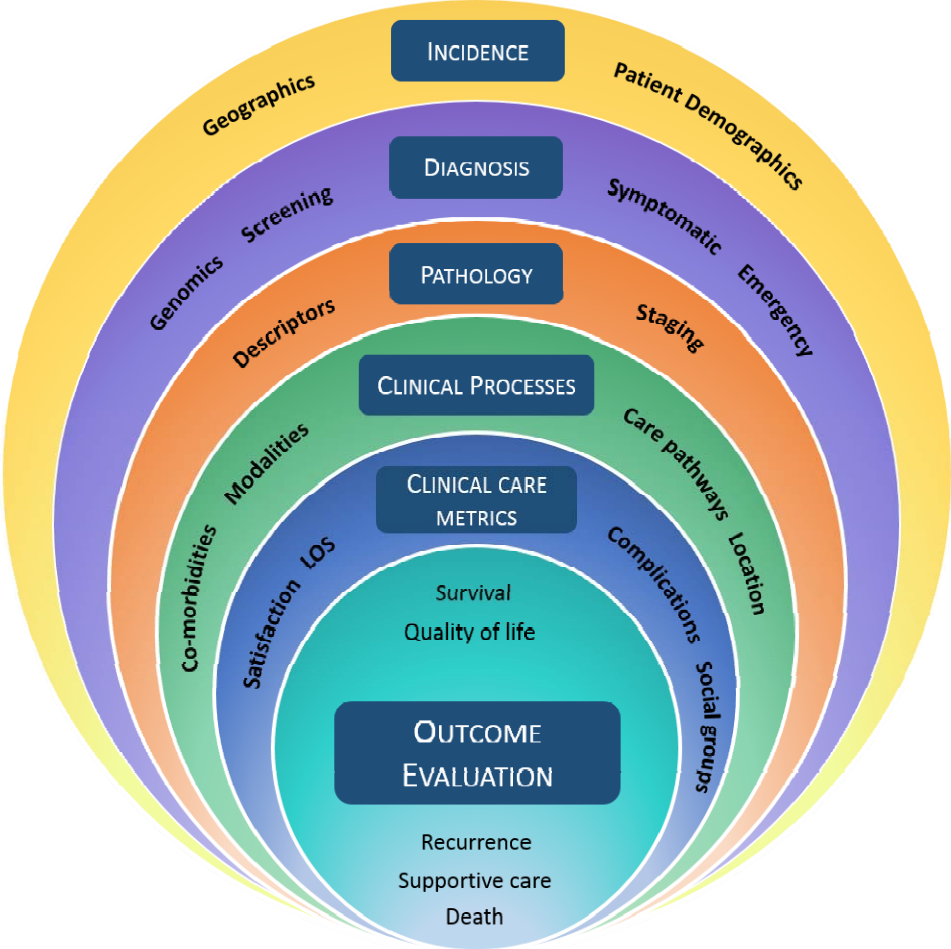 INCIDENCE
Geographics
Patient Demographics
DIAGNOSIS
Genomics
Screening
Symptomatic
Emergency
PATHOLOGY
Descriptors
Staging
CLINICAL PROCESSES
Co-morbidities
Modalities
Care pathways
Location
CLINICAL CARE
METRICS
Satisfaction
LOS
Complications
Social groups
Survival
Quality of life
OUTCOME
EVALUATION
Recurrence
Supportive care
Death